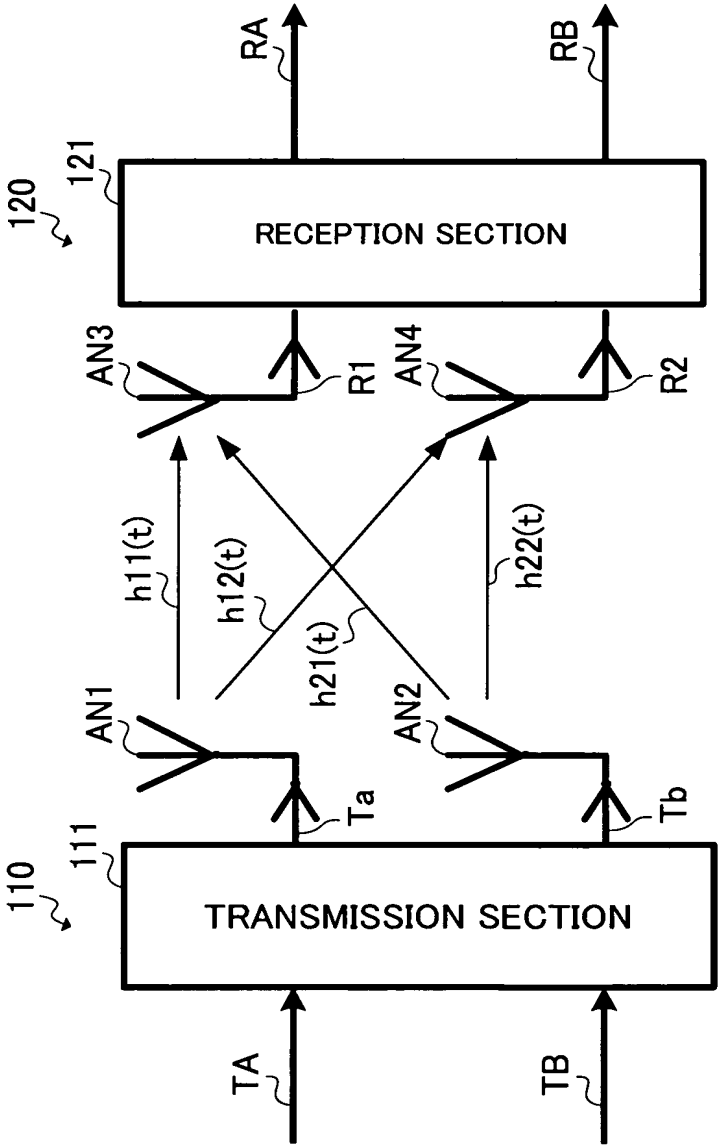 110
111
TRANSMISSION SECTION
TA
TB
Ta
Tb
AN1
AN2
h11(t)
h12(t)
h21(t)
h22(t)
AN3
AN4
R1
R2
120
121
RECEPTION SECTION
RA
RB